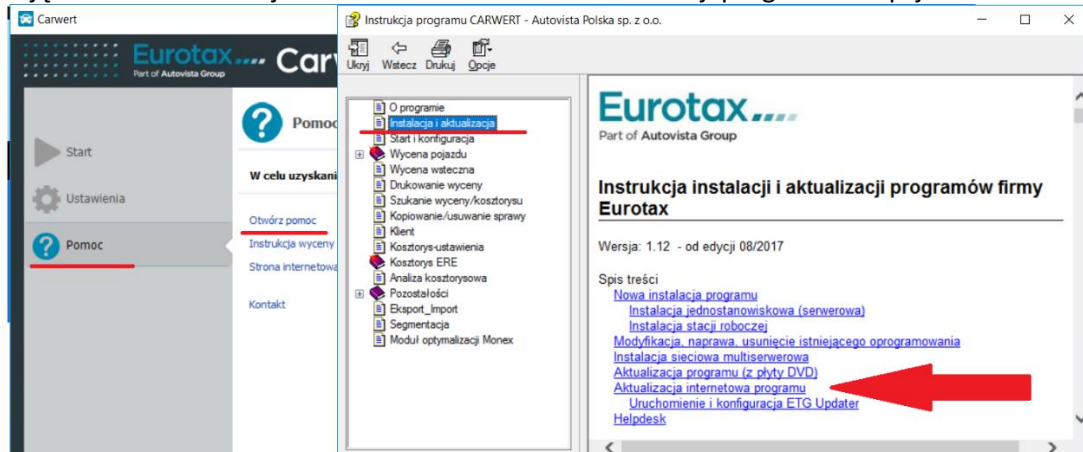 Carwert
Eurotax
Part of Autovista Group
Start
Ustawienia
Pomoc
W celu uzyskani
Otwórz pomoc
Instrukcja wyceny
Strona internetowa
Kontakt
Instrukcja programu CARWERT - Autovista Polska sp. z o.o.
Ukryj Wstecz Drukuj Opcje
O programie
Instalacja i aktualizacja
Start i konfiguracja
Wycena pojazdu
Wycena wsteczna
Drukowanie wyceny
Szukanie wyceny/kosztorysu
Kopiowanie/usuwanie sprawy
Klient
Kosztorys-ustawienia
Kosztorys ERE
Analiza kosztorysowa
Pozostałości
Eksport_Import
Segmentacja
Moduł optymalizacji Monex
Eurotax
Part of Autovista Group
Instrukcja instalacji i aktualizacji programów firmy
Eurotax
Wersja: 1.12 - od edycji 08/2017
Spis treści
Nowa instalacja programu
Instalacja jednostanowiskowa (serwerowa)
Instalacja stacji roboczej
Modyfikacja, naprawa, usunięcie istniejącego oprogramowania
Instalacja sieciowa multiserwerowa
Aktualizacja programu (z płyty DVD)
Aktualizacja internetowa programu
Uruchomienie i konfiguracja ETG Updater
Helpdesk